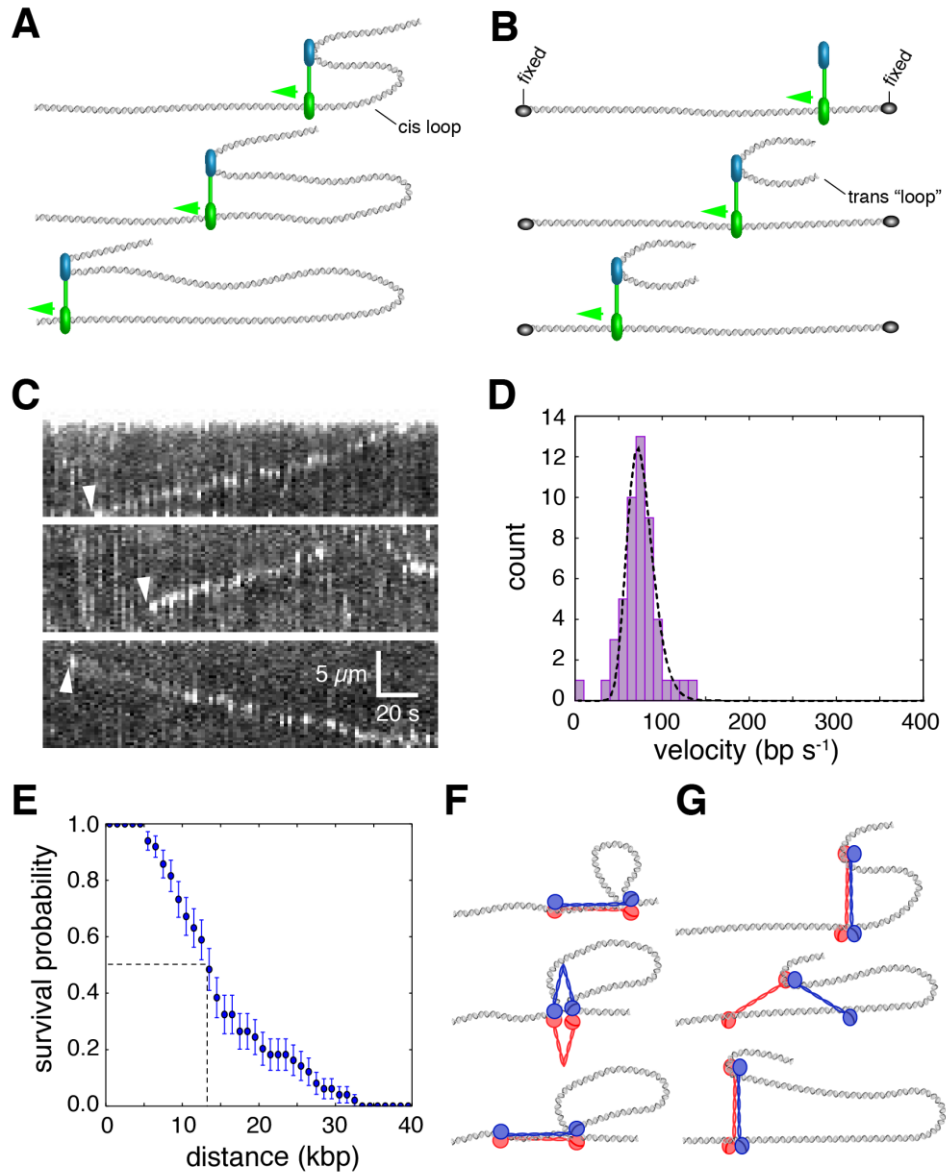 A
cis loop
B
fixed
fixed
trans “loop”
C
5 μm
20 s
D
14
12
10
8
6
4
2
0
count
0
100
200
300
400
velocity (bp s⁻¹)
E
1.0
0.8
0.6
0.4
0.2
0.0
survival probability
0
10
20
30
40
distance (kbp)
F
G